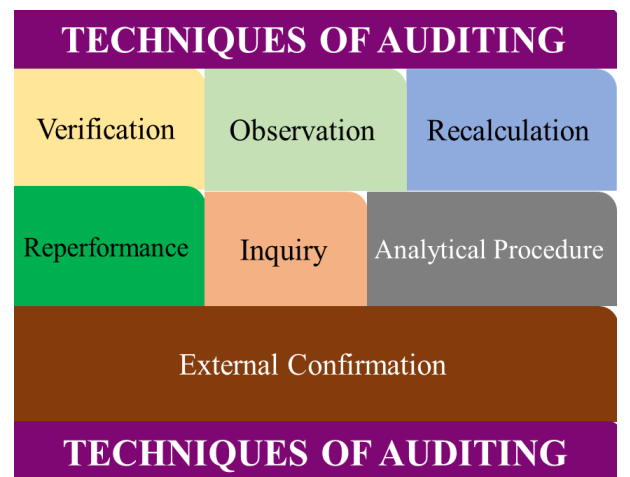 TECHNIQUES OF AUDITING
Verification
Observation
Recalculation
Reperformance
Inquiry
Analytical Procedure
External Confirmation
TECHNIQUES OF AUDITING